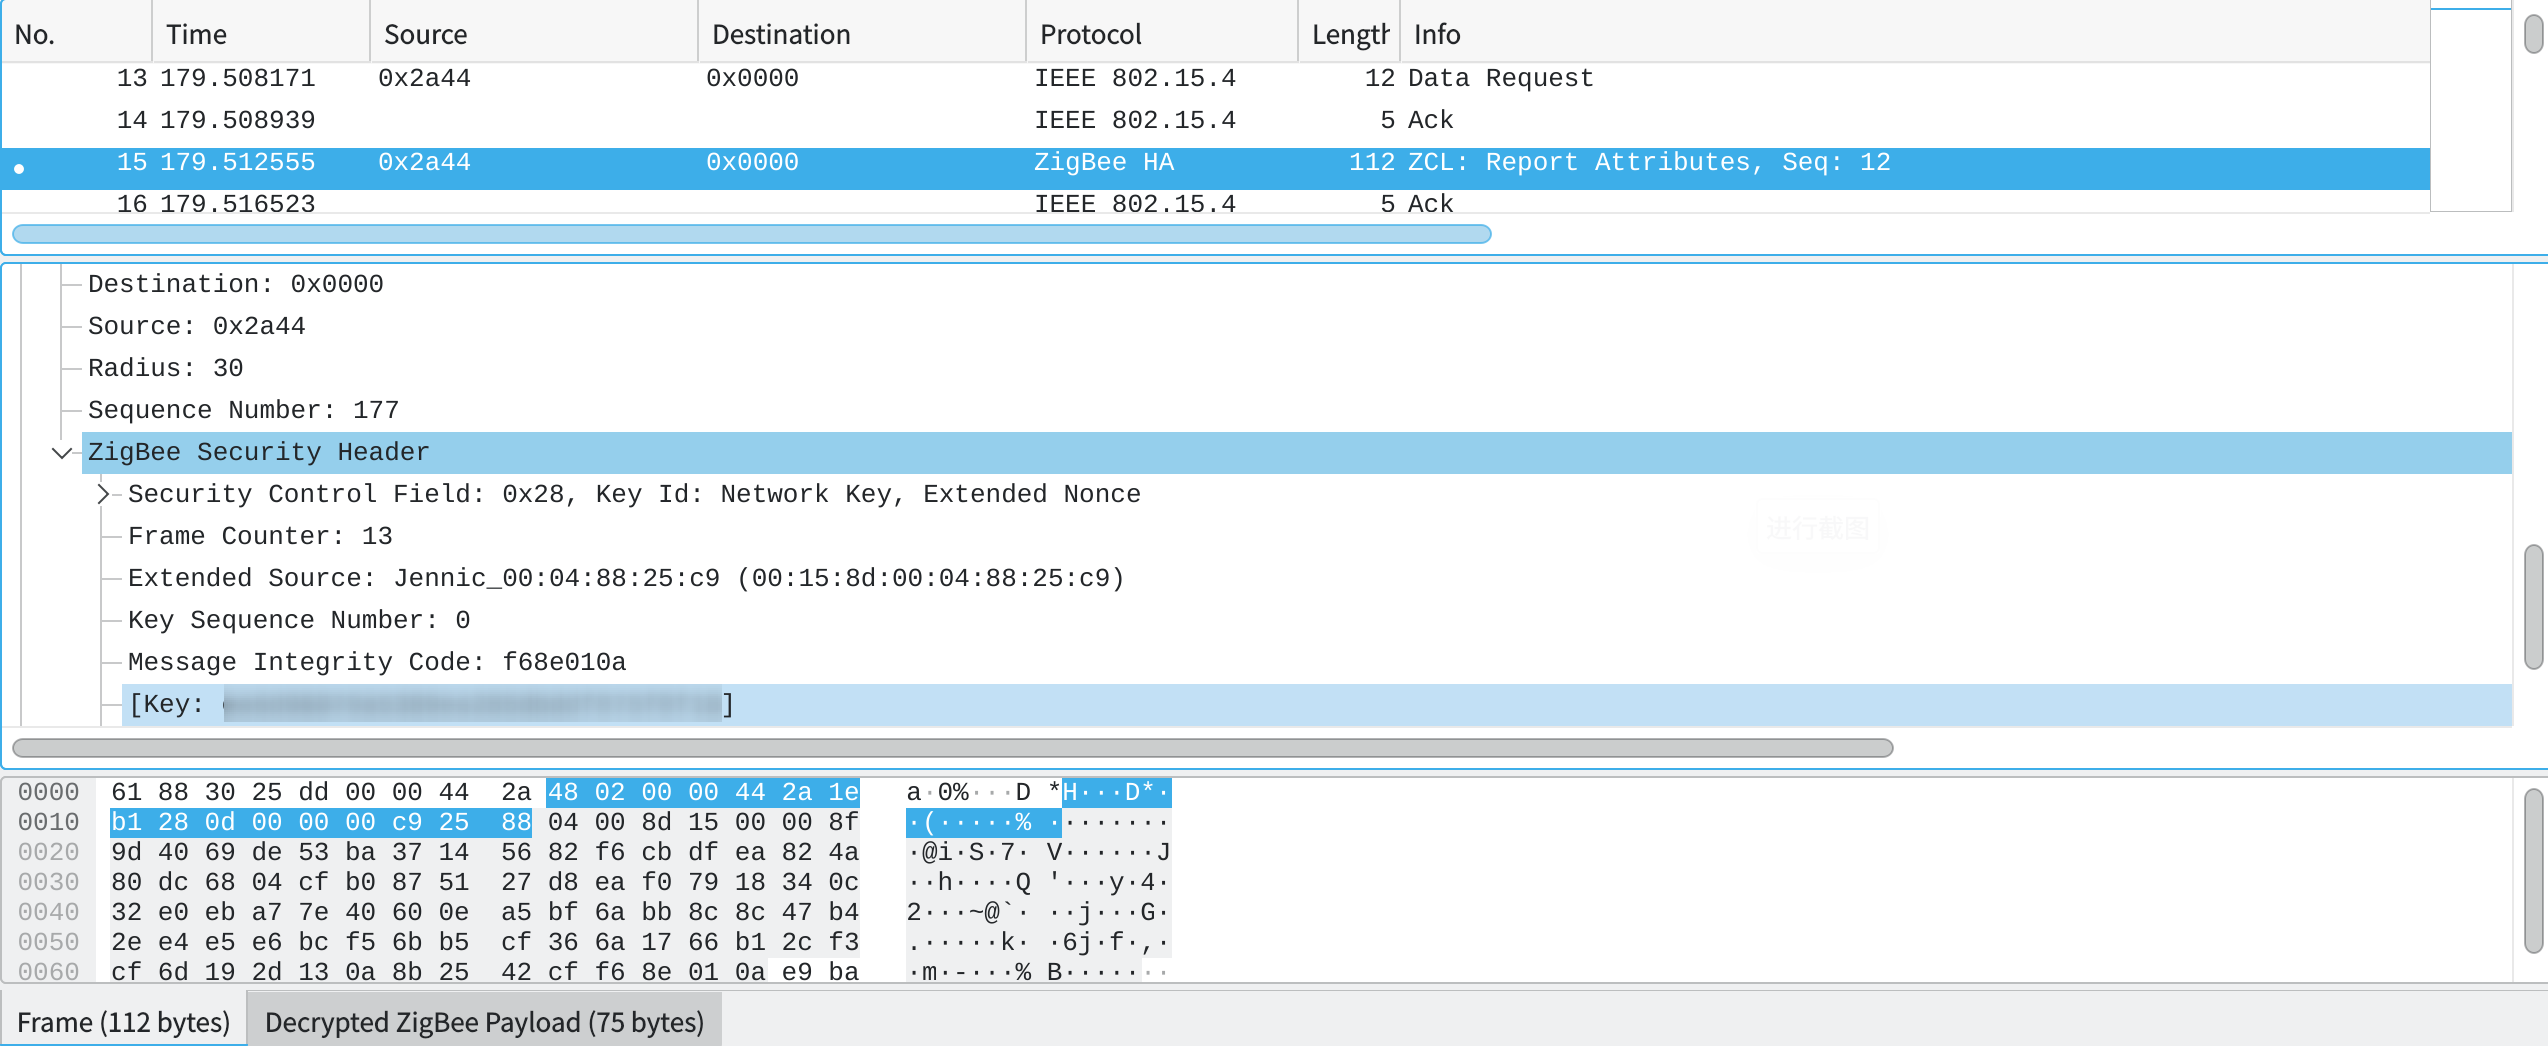 No. Time Source Destination Protocol Length Info
13 179.508171 0x2a44 0x0000 IEEE 802.15.4 12 Data Request
14 179.508939 IEEE 802.15.4 5 Ack
15 179.512555 0x2a44 0x0000 ZigBee HA 112 ZCL: Report Attributes, Seq: 12
16 179.516523 IEEE 802.15.4 5 Ack
Destination: 0x0000
Source: 0x2a44
Radius: 30
Sequence Number: 177
ZigBee Security Header
Security Control Field: 0x28, Key Id: Network Key, Extended Nonce
进行截图
Frame Counter: 13
Extended Source: Jennic_00:04:88:25:c9 (00:15:8d:00:04:88:25:c9)
Key Sequence Number: 0
Message Integrity Code: f68e010a
[Key: ]
0000 61 88 30 25 dd 00 00 44 2a 48 02 00 00 44 2a 1e a·0%···D *H···D*·
0010 b1 28 0d 00 00 00 c9 25 88 04 00 8d 15 00 00 8f ·(·····% ········
0020 9d 40 69 de 53 ba 37 14 56 82 f6 cb df ea 82 4a ·@i·S·7· V······J
0030 80 dc 68 04 cf b0 87 51 27 d8 ea f0 79 18 34 0c ··h····Q '···y·4·
0040 32 e0 eb a7 7e 40 60 0e a5 bf 6a bb 8c 8c 47 b4 2···~@`· ··j···G·
0050 2e e4 e5 e6 bc f5 6b b5 cf 36 6a 17 66 b1 2c f3 .·····k· ·6j·f·,·
0060 cf 6d 19 2d 13 0a 8b 25 42 cf f6 8e 01 0a e9 ba ·m·-···% B·······
Frame (112 bytes) Decrypted ZigBee Payload (75 bytes)